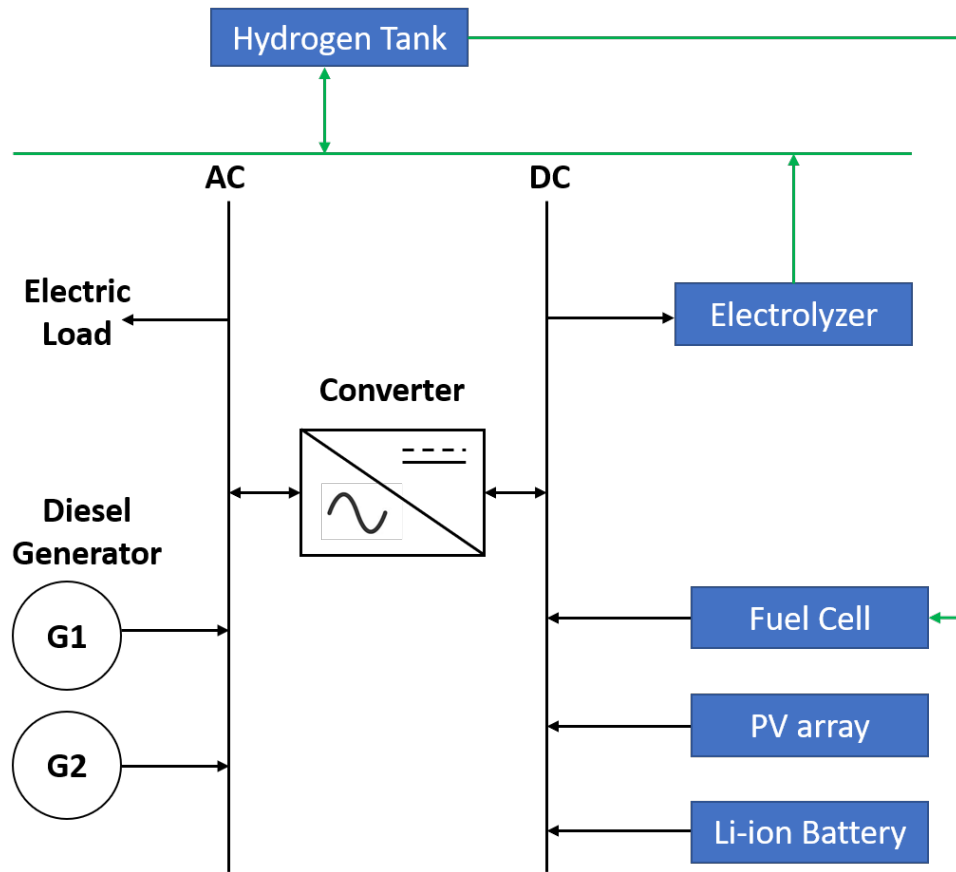 Hydrogen Tank
AC
DC
Electric
Load
Electrolyzer
Converter
Diesel
Generator
G1
Fuel Cell
G2
PV array
Li-ion Battery